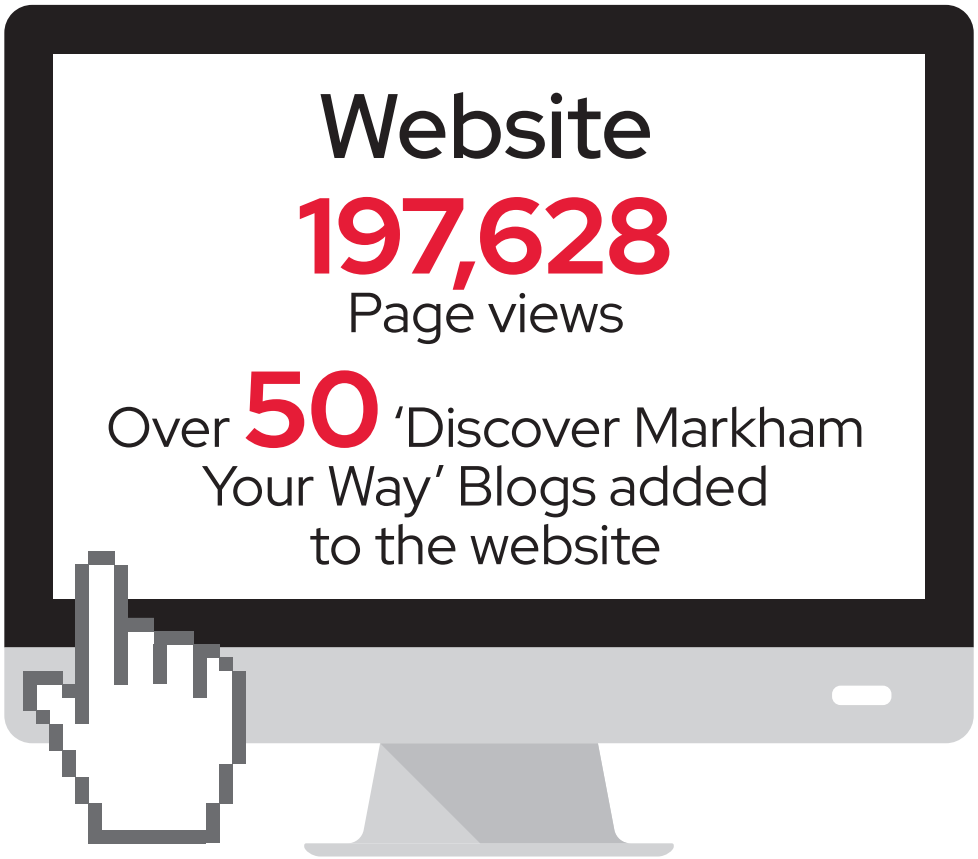 Website
197,628
Page views
Over 50 ‘Discover Markham
Your Way’ Blogs added
to the website